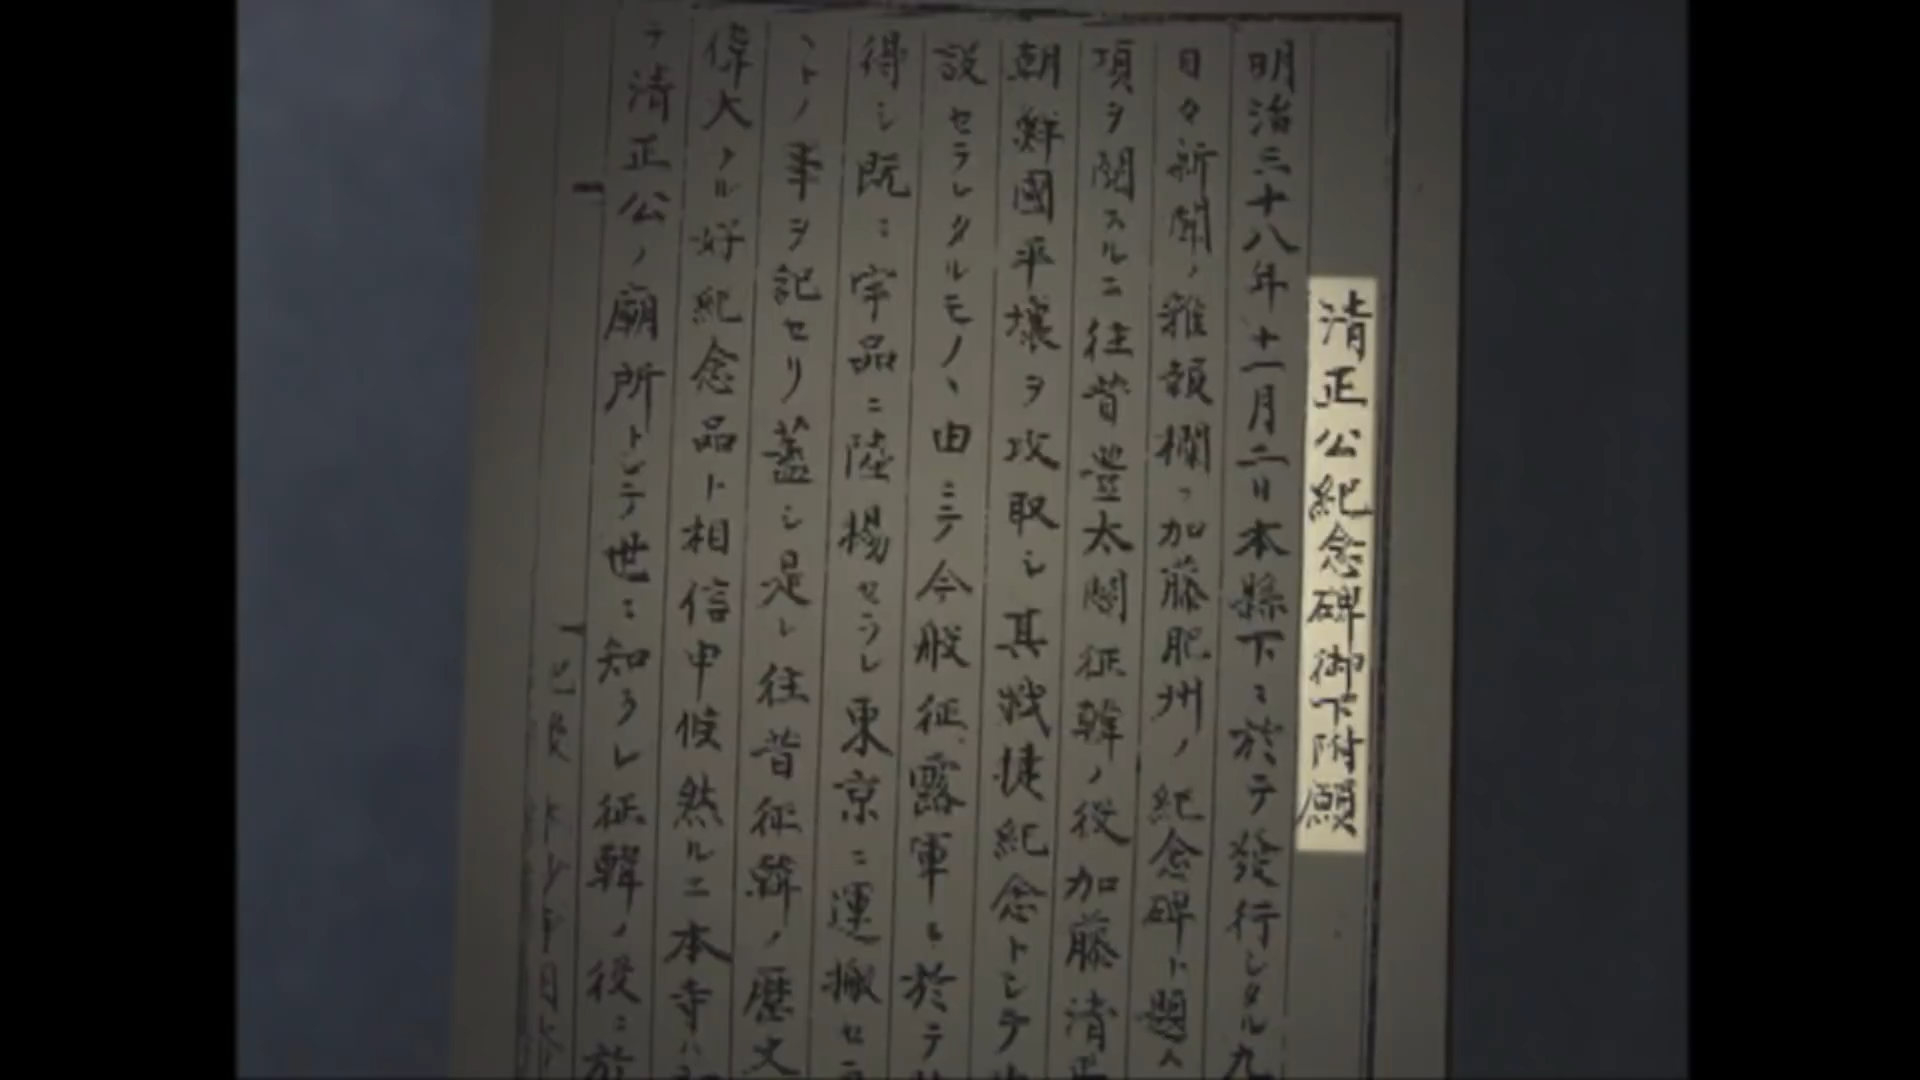 清正公紀念碑御下附願
明治三十八年十一月二日本縣下ニ於テ發行シタル九
日々新聞ノ雜報欄ヘ加藤肥州ノ紀念碑ト題ス
項ヲ閲スルニ往昔豊太閤征韓ノ役加藤清正
朝鮮國平壤ヲ攻取シ其戦捷紀念トシテ
設セラレタルモノヽ由ニテ今般征露軍ニ於テ
得シ既ニ宇品ニ陸揚セラレ東京ニ運搬セラ
ヽトノ事ヲ記セリ蓋シ是レ往昔征韓ノ歴史
偉大ナル好紀念品ト相信申候然ルニ本寺ハ
テ清正公ノ廟所トシテ世ニ知ラレ征韓ノ役ニ於